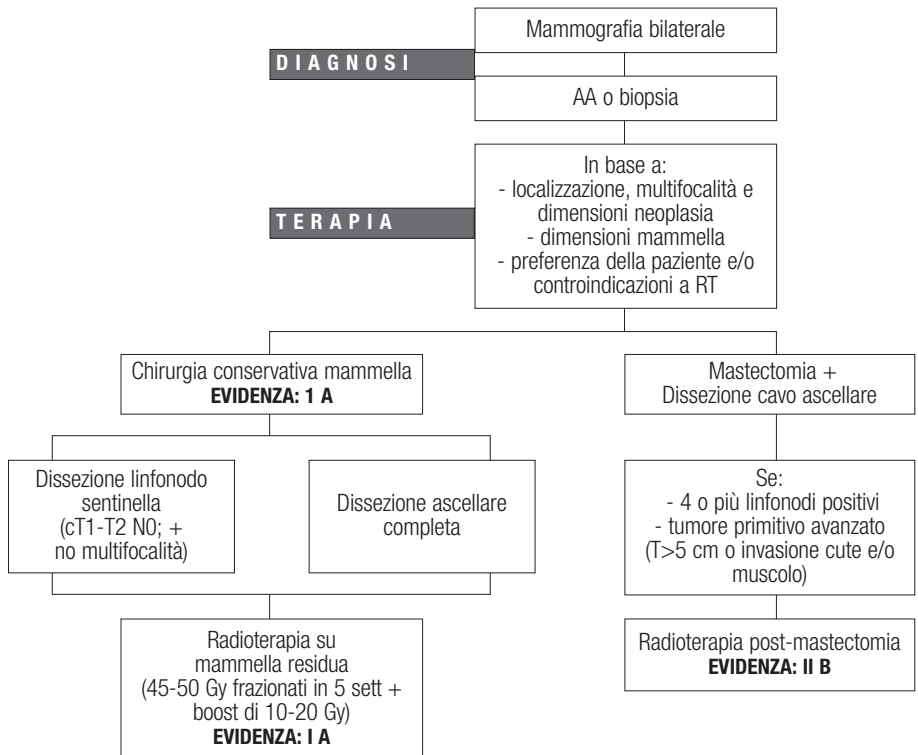 Mammografia bilaterale
DIAGNOSI
AA o biopsia
In base a:
- localizzazione, multifocalità e
dimensioni neoplasia
- dimensioni mammella
- preferenza della paziente e/o
controindicazioni a RT
TERAPIA
Chirurgia conservativa mammella
EVIDENZA: 1 A
Mastectomia +
Dissezione cavo ascellare
Dissezione linfonodo
sentinella
(cT1-T2 N0; +
no multifocalità)
Dissezione ascellare
completa
Se:
- 4 o più linfonodi positivi
- tumore primitivo avanzato
(T>5 cm o invasione cute e/o
muscolo)
Radioterapia su
mammella residua
(45-50 Gy frazionati in 5 sett +
boost di 10-20 Gy)
EVIDENZA: I A
Radioterapia post-mastectomia
EVIDENZA: II B